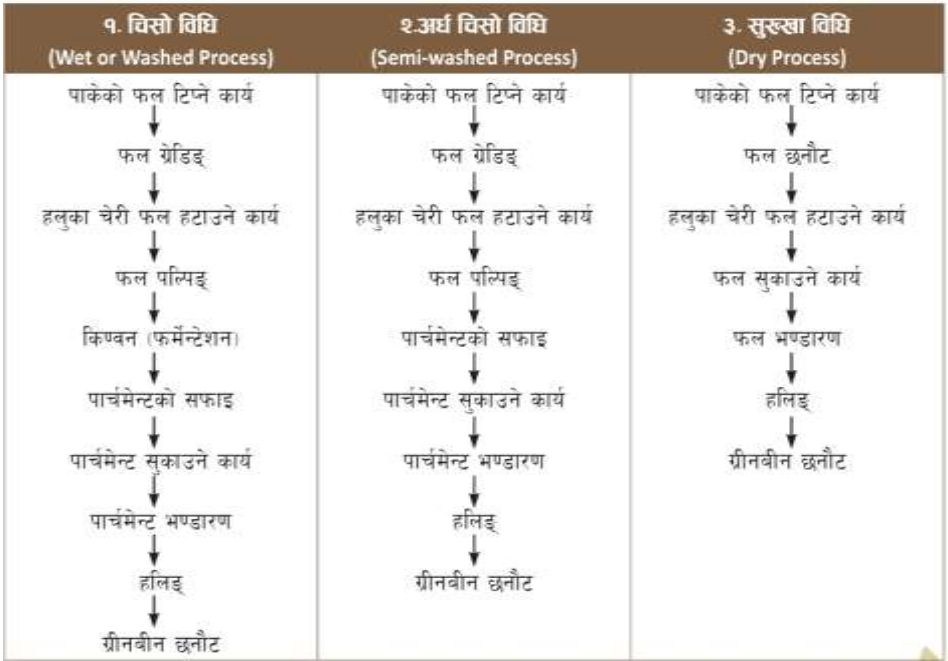 १. चिसो विधि
(Wet or Washed Process)
पाकेको फल टिप्ने कार्य
फल ग्रेडिङ्
हलुका चेरी फल हटाउने कार्य
फल पल्पिङ्
किण्वन (फर्मेन्टेशन)
पार्चमेन्टको सफाइ
पार्चमेन्ट सुकाउने कार्य
पार्चमेन्ट भण्डारण
हलिङ्
ग्रीनबीन छनौट
२.अर्ध चिसो विधि
(Semi-washed Process)
पाकेको फल टिप्ने कार्य
फल ग्रेडिङ्
हलुका चेरी फल हटाउने कार्य
फल पल्पिङ्
पार्चमेन्टको सफाइ
पार्चमेन्ट सुकाउने कार्य
पार्चमेन्ट भण्डारण
हलिङ्
ग्रीनबीन छनौट
३. सुख्खा विधि
(Dry Process)
पाकेको फल टिप्ने कार्य
फल छनौट
हलुका चेरी फल हटाउने कार्य
फल सुकाउने कार्य
फल भण्डारण
हलिङ्
ग्रीनबीन छनौट